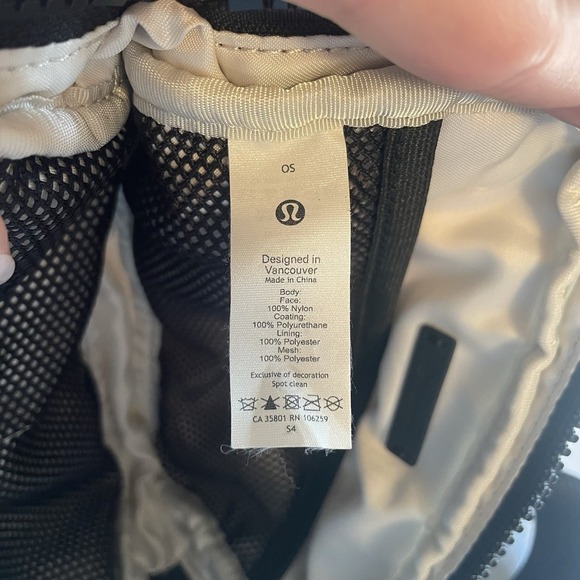 OS
Designed in
Vancouver
Made in China
Body:
Face:
100% Nylon
Coating:
100% Polyurethane
Lining:
100% Polyester
Mesh:
100% Polyester
Exclusive of decoration
Spot clean
CA 35801 RN 106259
S4